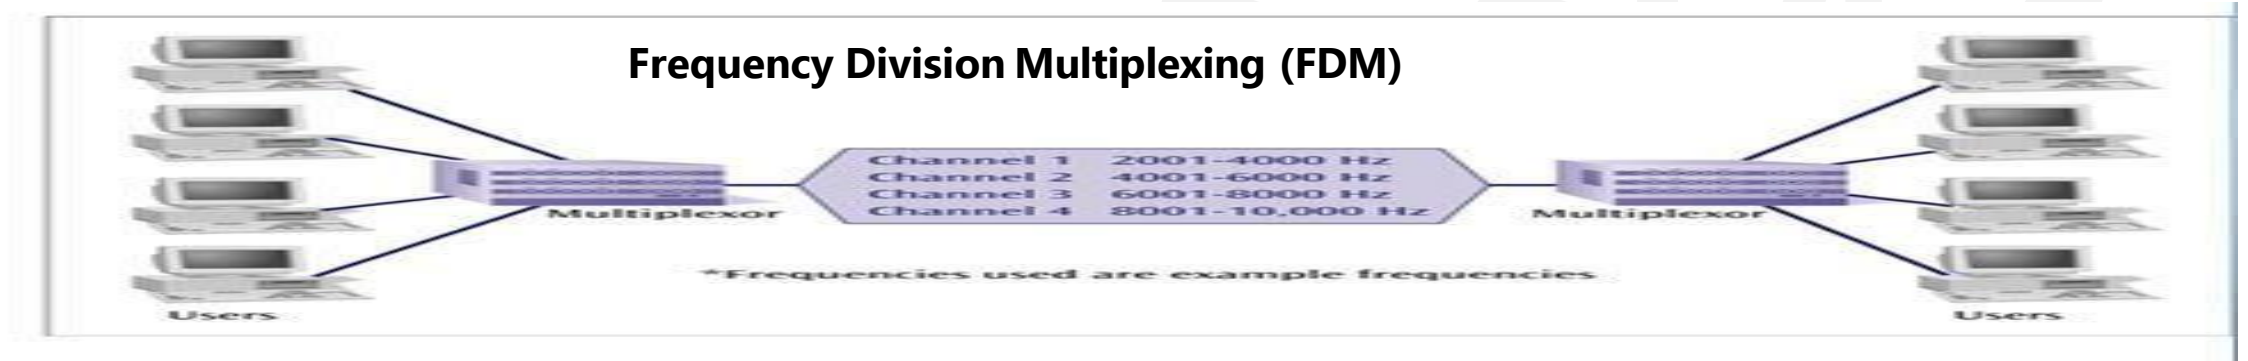 Frequency Division Multiplexing (FDM)
Channel 1 2001-4000 Hz
Channel 2 4001-6000 Hz
Channel 3 6001-8000 Hz
Channel 4 8001-10,000 Hz
Multiplexor
Multiplexor
*Frequencies used are example frequencies
Users
Users